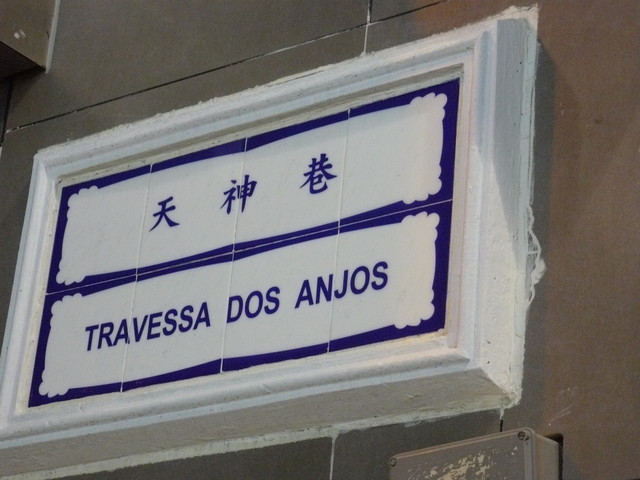 天神巷
TRAVESSA DOS ANJOS